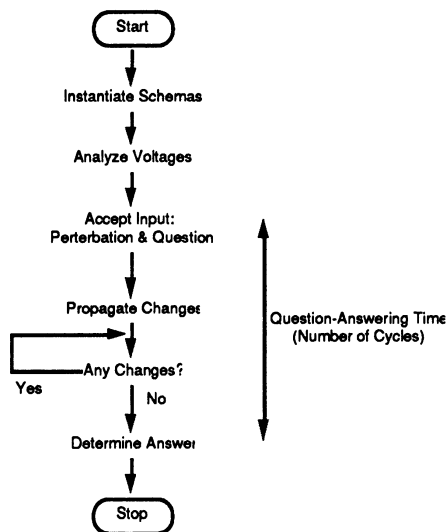 Start
Instantiate Schemas
Analyze Voltages
Accept Input:
Perterbation & Question
Propagate Changes
Any Changes?
Yes
No
Determine Answer
Stop
Question-Answering Time
(Number of Cycles)